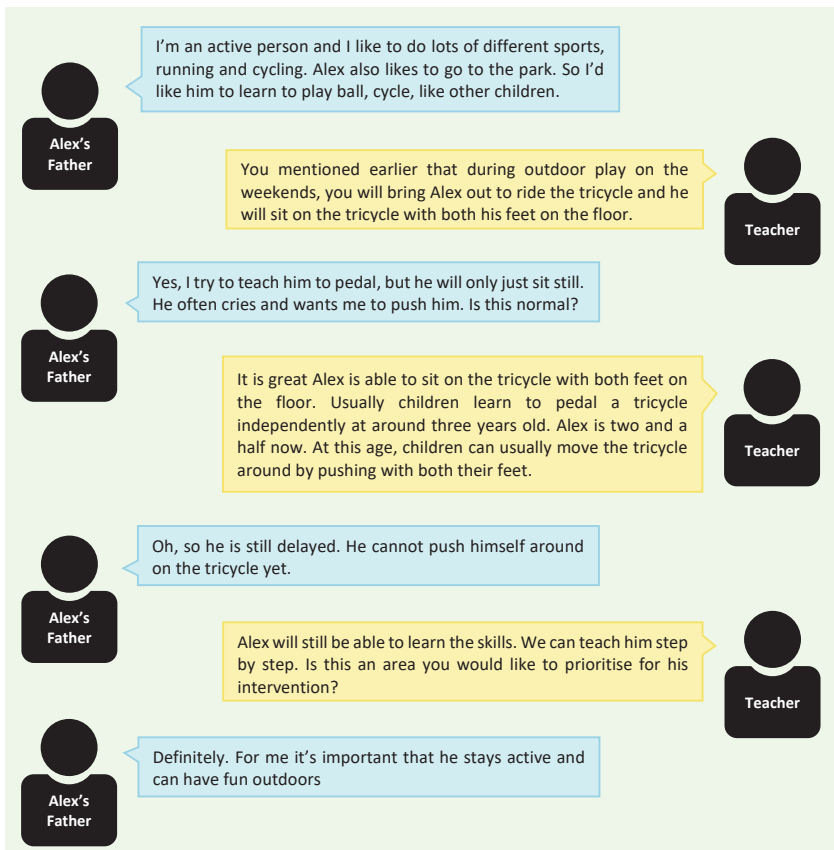 I'm an active person and I like to do lots of different sports,
running and cycling. Alex also likes to go to the park. So I'd
like him to learn to play ball, cycle, like other children.
Alex's
Father
You mentioned earlier that during outdoor play on the
weekends, you will bring Alex out to ride the tricycle and he
will sit on the tricycle with both his feet on the floor.
Teacher
Yes, I try to teach him to pedal, but he will only just sit still.
He often cries and wants me to push him. Is this normal?
Alex's
Father
It is great Alex is able to sit on the tricycle with both feet on
the floor. Usually children learn to pedal a tricycle
independently at around three years old. Alex is two and a
half now. At this age, children can usually move the tricycle
around by pushing with both their feet.
Teacher
Oh, so he is still delayed. He cannot push himself around
on the tricycle yet.
Alex's
Father
Alex will still be able to learn the skills. We can teach him step
by step. Is this an area you would like to prioritise for his
intervention?
Teacher
Definitely. For me it's important that he stays active and
can have fun outdoors
Alex's
Father